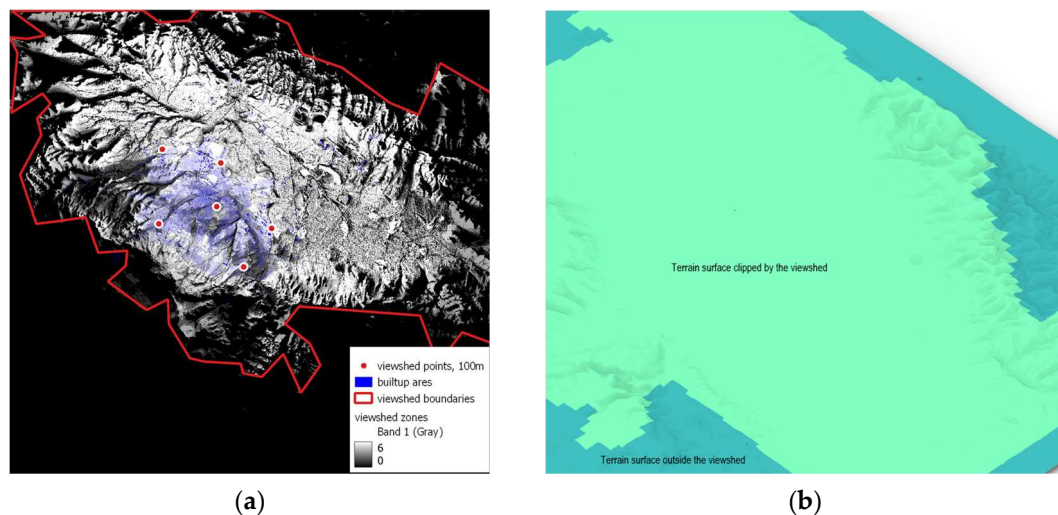 viewshed points, 100m
builtup ares
viewshed boundaries
viewshed zones
Band 1 (Gray)
6
0
Terrain surface clipped by the viewshed
Terrain surface outside the viewshed
(a)
(b)